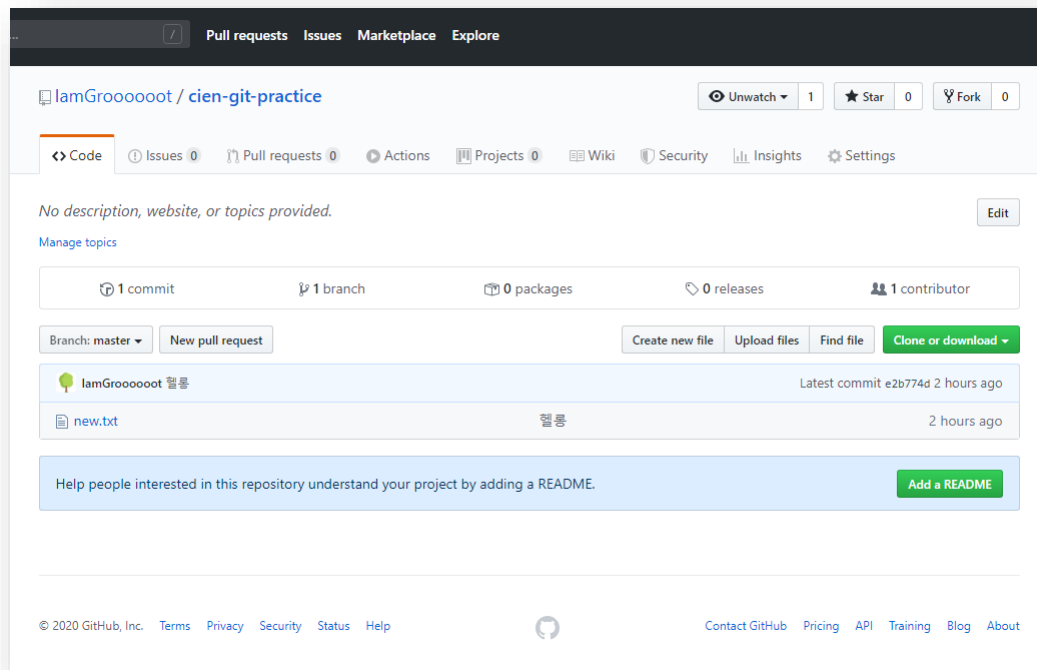 ... / Pull requests Issues Marketplace Explore
IamGroooooot / cien-git-practice Unwatch 1 Star 0 Fork 0
Code Issues 0 Pull requests 0 Actions Projects 0 Wiki Security Insights Settings
No description, website, or topics provided. Edit
Manage topics
1 commit 1 branch 0 packages 0 releases 1 contributor
Branch: master New pull request Create new file Upload files Find file Clone or download
IamGroooooot 헬롱 Latest commit e2b774d 2 hours ago
new.txt 헬롱 2 hours ago
Help people interested in this repository understand your project by adding a README. Add a README
© 2020 GitHub, Inc. Terms Privacy Security Status Help Contact GitHub Pricing API Training Blog About